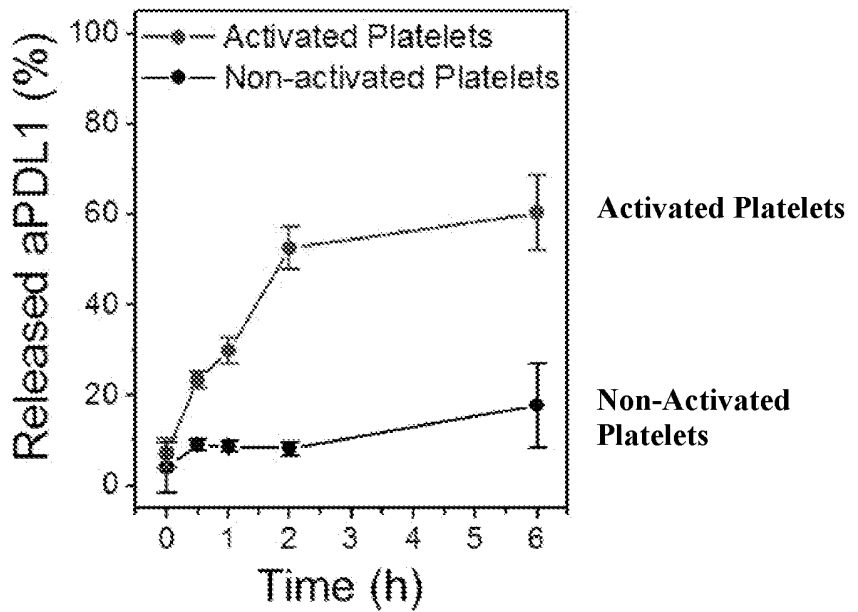 Released aPDL1 (%)
100
80
60
40
20
0
Activated Platelets
Non-activated Platelets
0 1 2 3 4 5 6
Time (h)
Activated Platelets
Non-Activated
Platelets